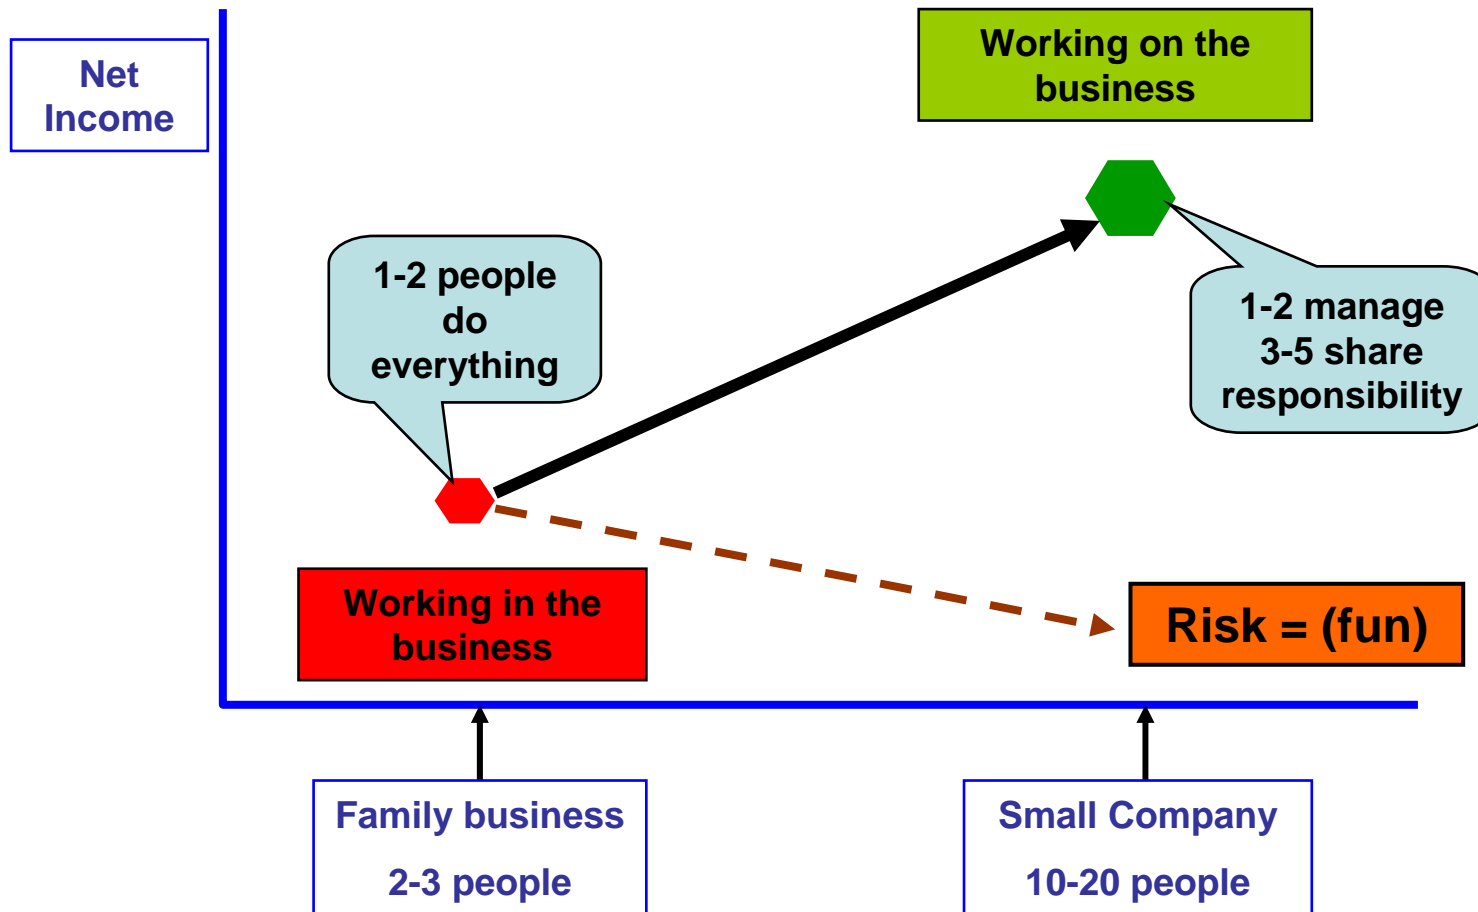 Net
Income
Working on the
business
1-2 people
do
everything
1-2 manage
3-5 share
responsibility
Working in the
business
Risk = (fun)
Family business
2-3 people
Small Company
10-20 people